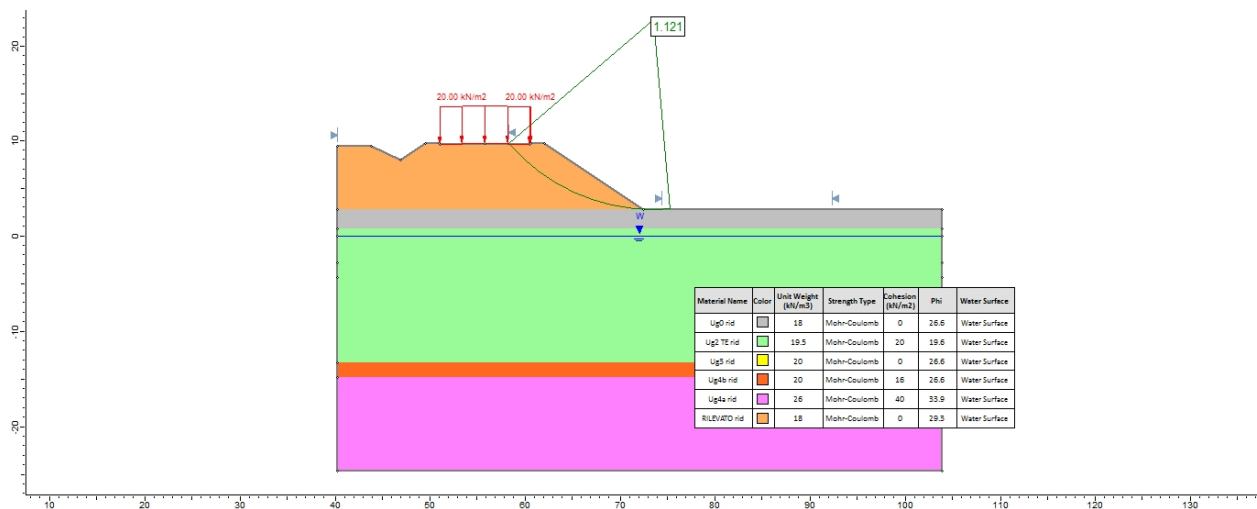 20
1.121
20.00 kN/m2 20.00 kN/m2
10
W
0
Material Name Color Unit Weight (kN/m3) Strength Type Cohesion (kN/m2) Phi Water Surface
Ug0 rid 18 Mohr-Coulomb 0 26.6 Water Surface
Ug2 TE rid 19.5 Mohr-Coulomb 20 19.6 Water Surface
Ug3 rid 20 Mohr-Coulomb 0 26.6 Water Surface
Ug4b rid 20 Mohr-Coulomb 16 26.6 Water Surface
Ug4a rid 26 Mohr-Coulomb 40 33.9 Water Surface
RILEVATO rid 18 Mohr-Coulomb 0 29.3 Water Surface
-10
-20
10 20 30 40 50 60 70 80 90 100 110 120 130